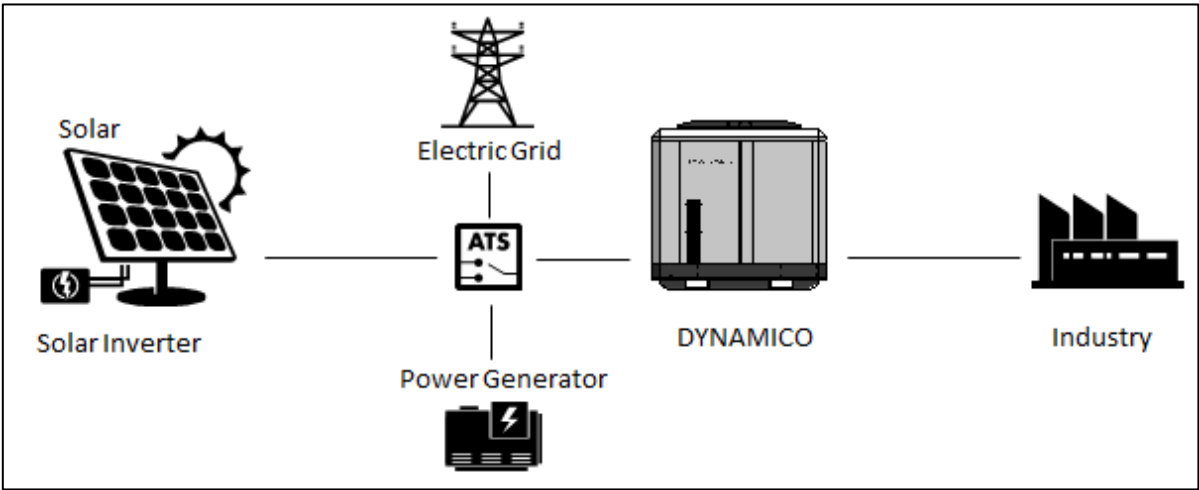 Solar
Electric Grid
ATS
Solar Inverter
DYNAMICO
Industry
Power Generator